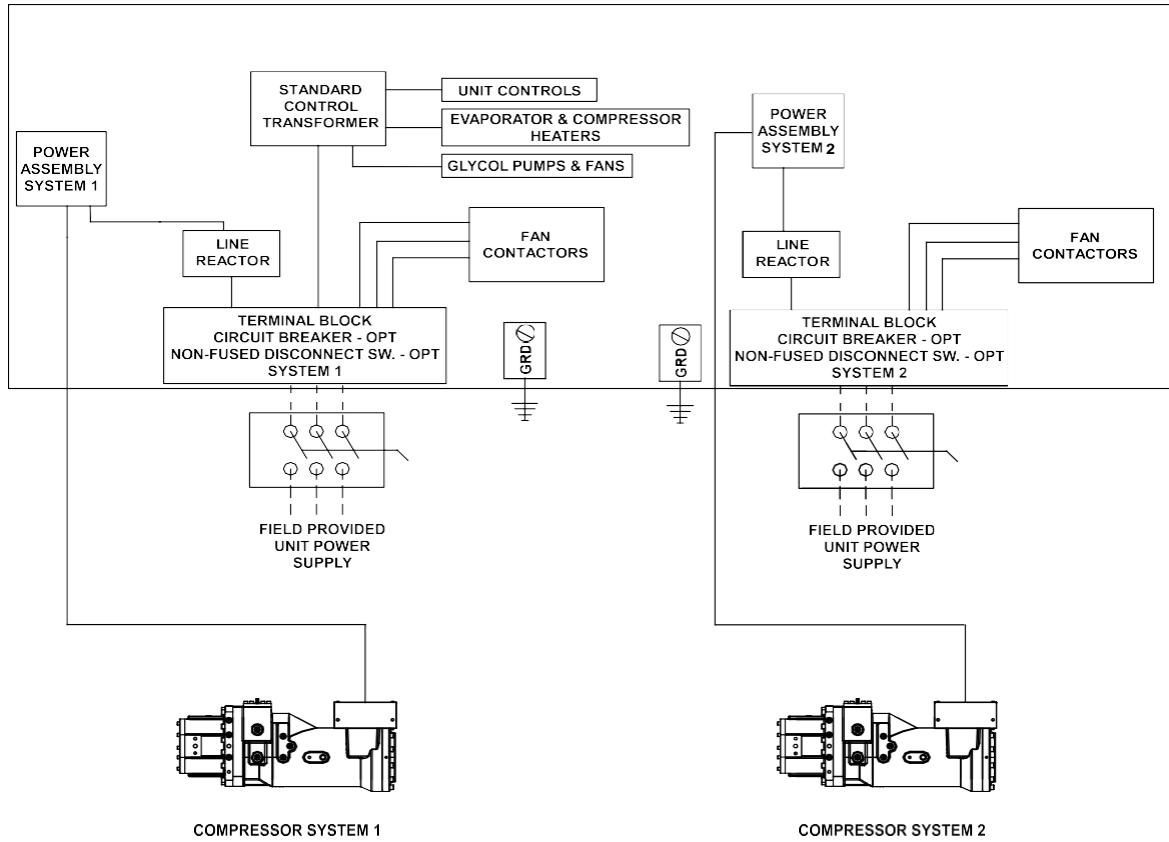 STANDARD
CONTROL
TRANSFORMER
UNIT CONTROLS
EVAPORATOR & COMPRESSOR
HEATERS
GLYCOL PUMPS & FANS
POWER
ASSEMBLY
SYSTEM 1
LINE
REACTOR
FAN
CONTACTORS
TERMINAL BLOCK
CIRCUIT BREAKER - OPT
NON-FUSED DISCONNECT SW. - OPT
SYSTEM 1
GRD
FIELD PROVIDED
UNIT POWER
SUPPLY
COMPRESSOR SYSTEM 1
POWER
ASSEMBLY
SYSTEM 2
LINE
REACTOR
FAN
CONTACTORS
GRD
TERMINAL BLOCK
CIRCUIT BREAKER - OPT
NON-FUSED DISCONNECT SW. - OPT
SYSTEM 2
FIELD PROVIDED
UNIT POWER
SUPPLY
COMPRESSOR SYSTEM 2